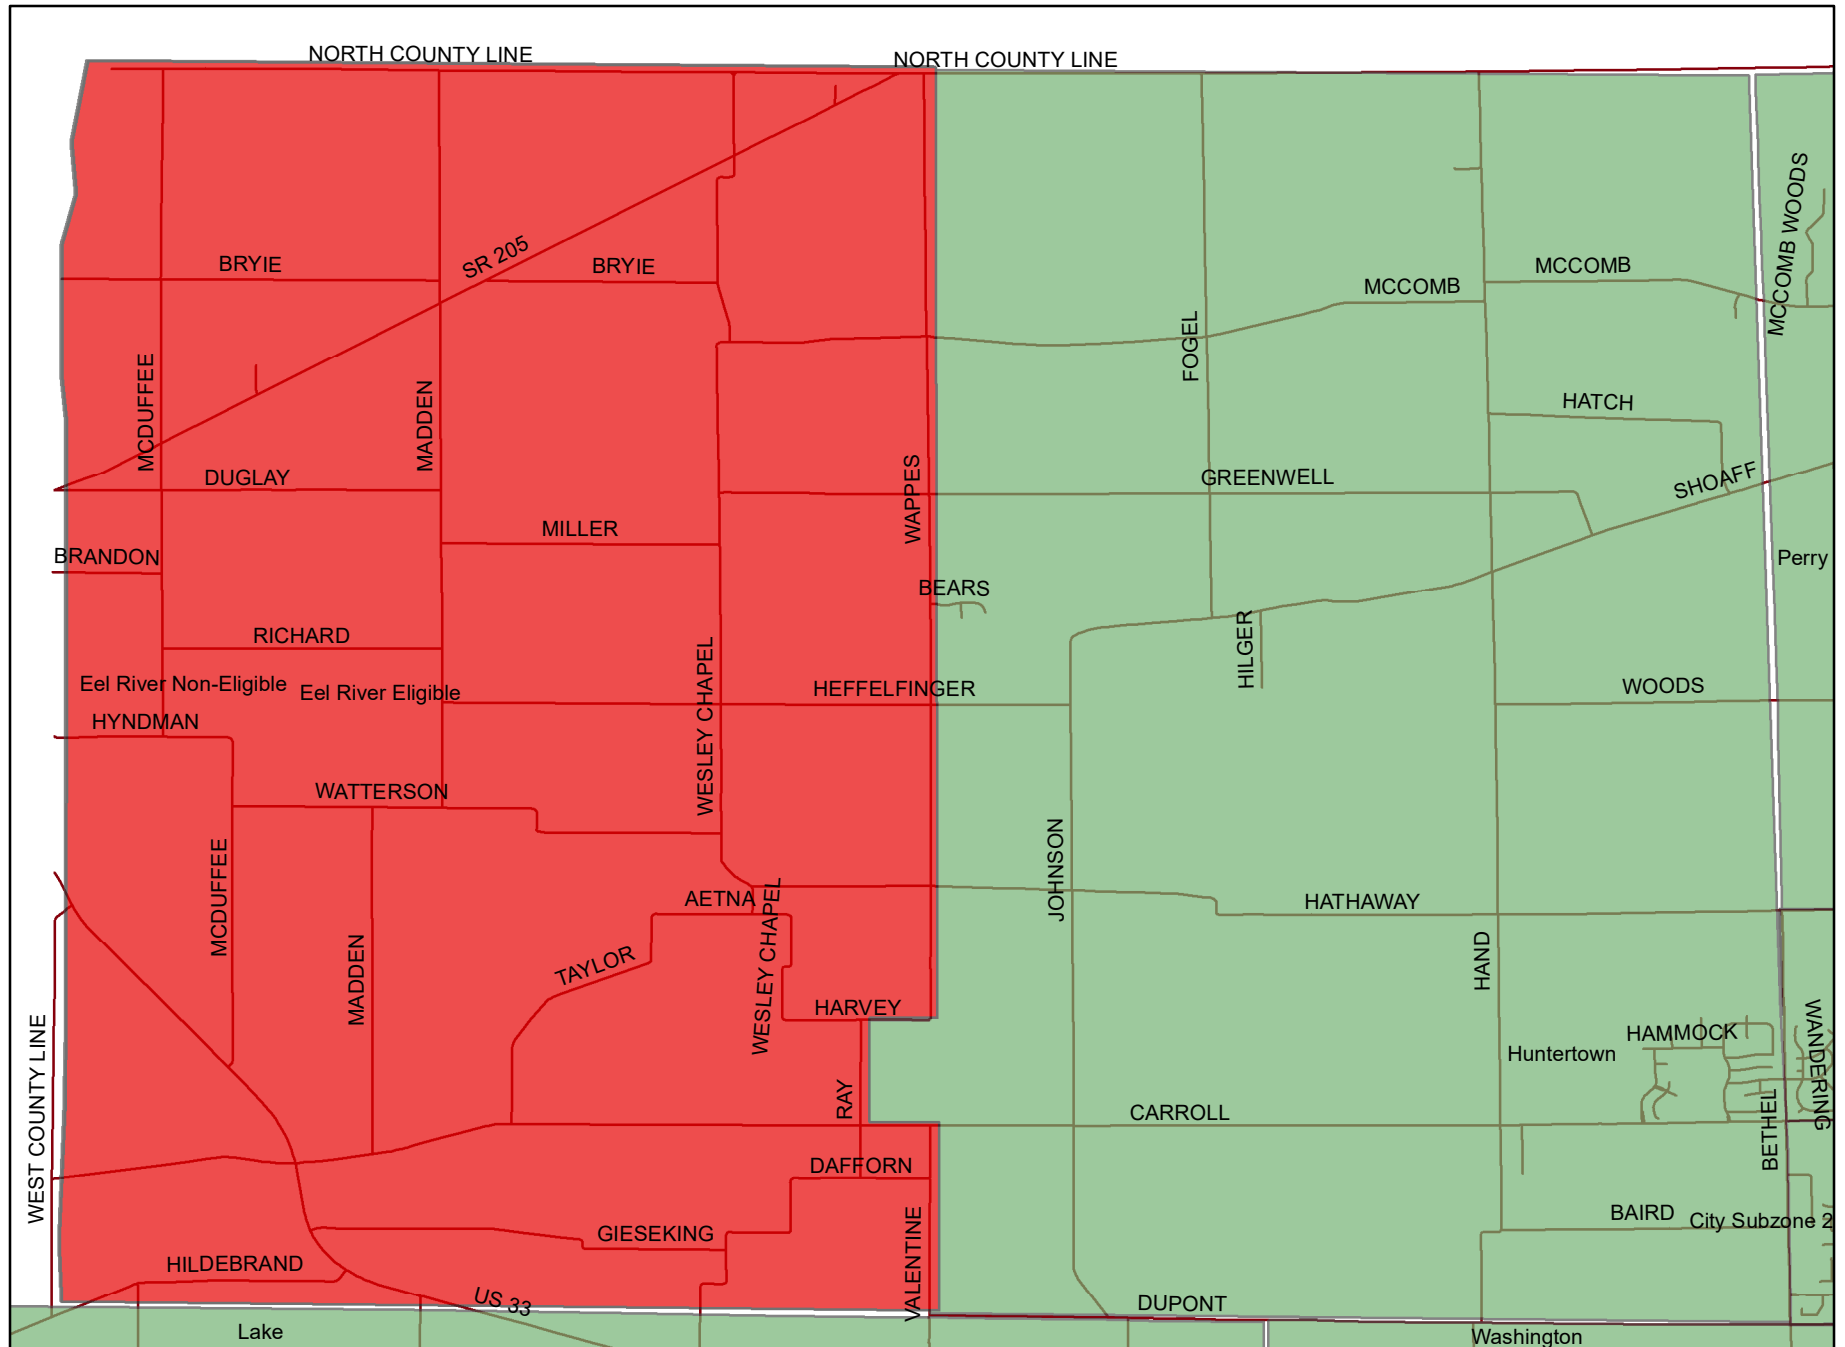 NORTH COUNTY LINE
NORTH COUNTY LINE
MCCOMB WOODS
SR 205
BRYIE
BRYIE
MCCOMB
MCCOMB
FOGEL
MCDUFFEE
MADDEN
HATCH
WAPPES
DUGLAY
GREENWELL
SHOAFF
MILLER
BRANDON
Perry
BEARS
RICHARD
HILGER
WESLEY CHAPEL
Eel River Non-Eligible
Eel River Eligible
HEFFELFINGER
WOODS
HYNDMAN
WATTERSON
MCDUFFEE
JOHNSON
AETNA
HATHAWAY
WESLEY CHAPEL
MADDEN
TAYLOR
HAND
HARVEY
WEST COUNTY LINE
HAMMOCK
WANDERING
Huntertown
RAY
CARROLL
BETHEL
DAFFORN
BAIRD
City Subzone 2
GIESEKING
VALENTINE
HILDEBRAND
US 33
DUPONT
Lake
Washington